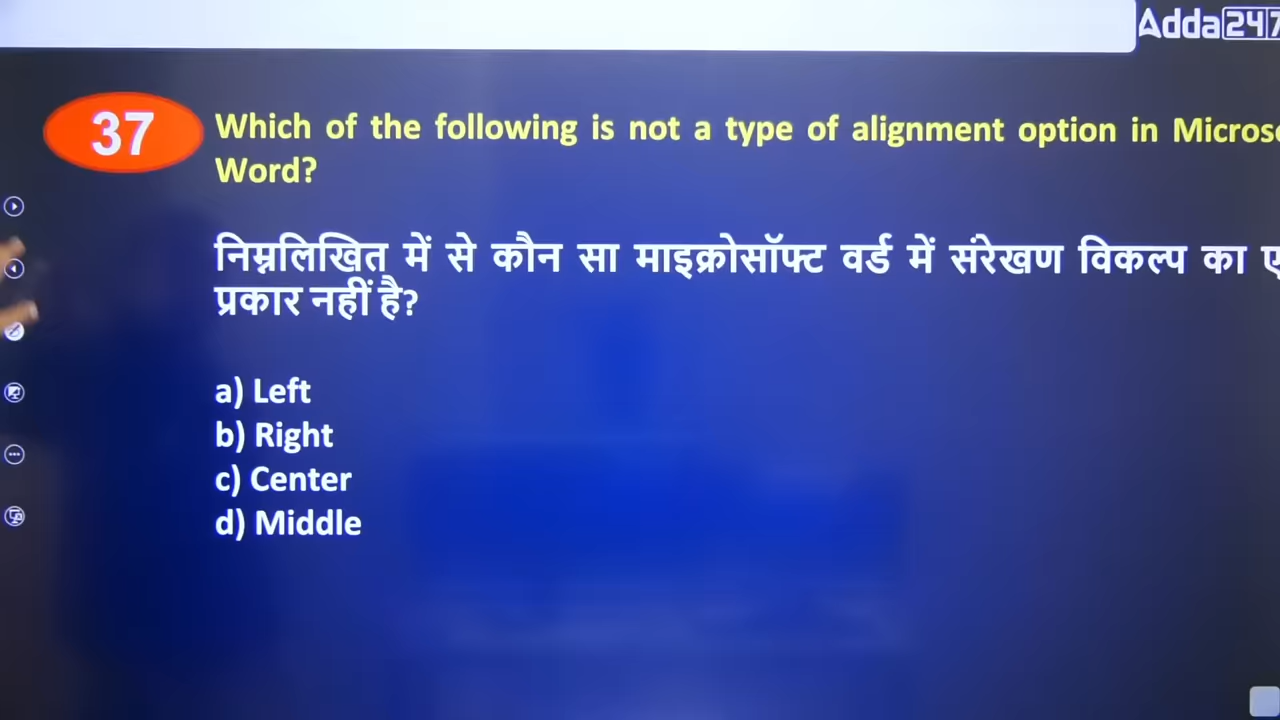 Adda247
37
Which of the following is not a type of alignment option in Micros
Word?
निम्नलिखित में से कौन सा माइक्रोसॉफ्ट वर्ड में संरेखण विकल्प का
प्रकार नहीं है?
a) Left
b) Right
c) Center
d) Middle